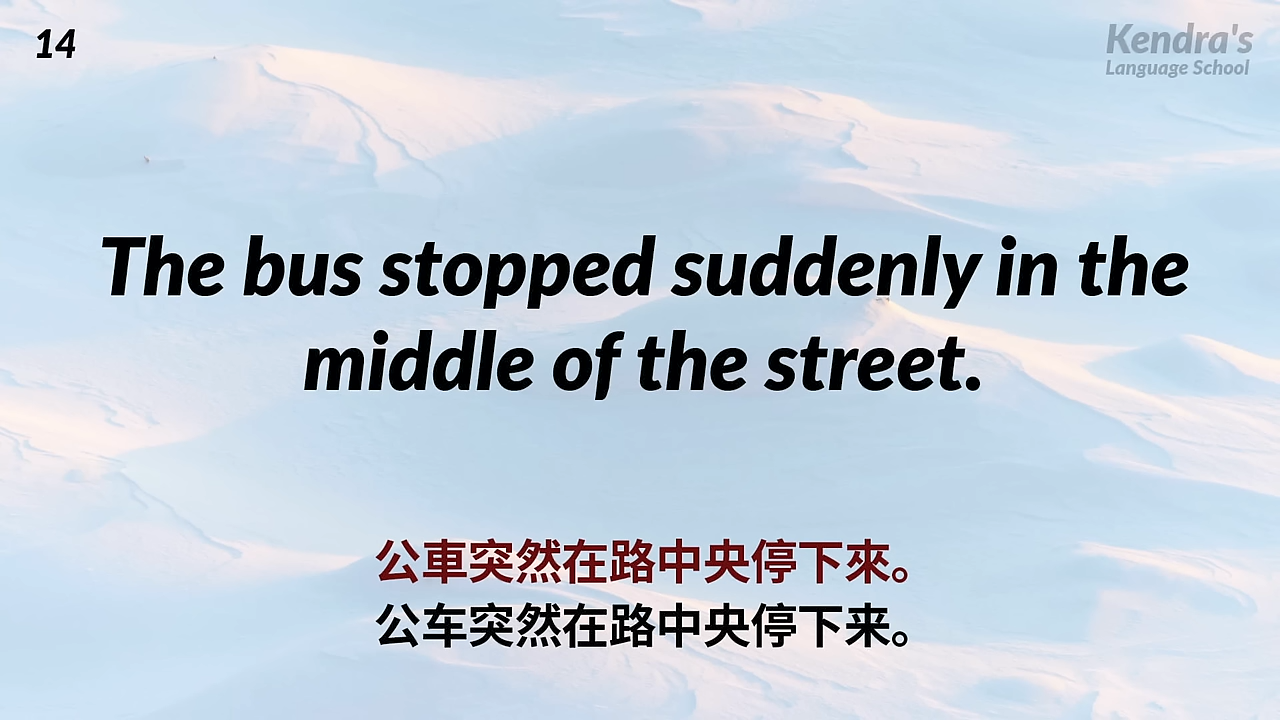 14
Kendra's
Language School
The bus stopped suddenly in the
middle of the street.
公車突然在路中央停下來。
公车突然在路中央停下来。